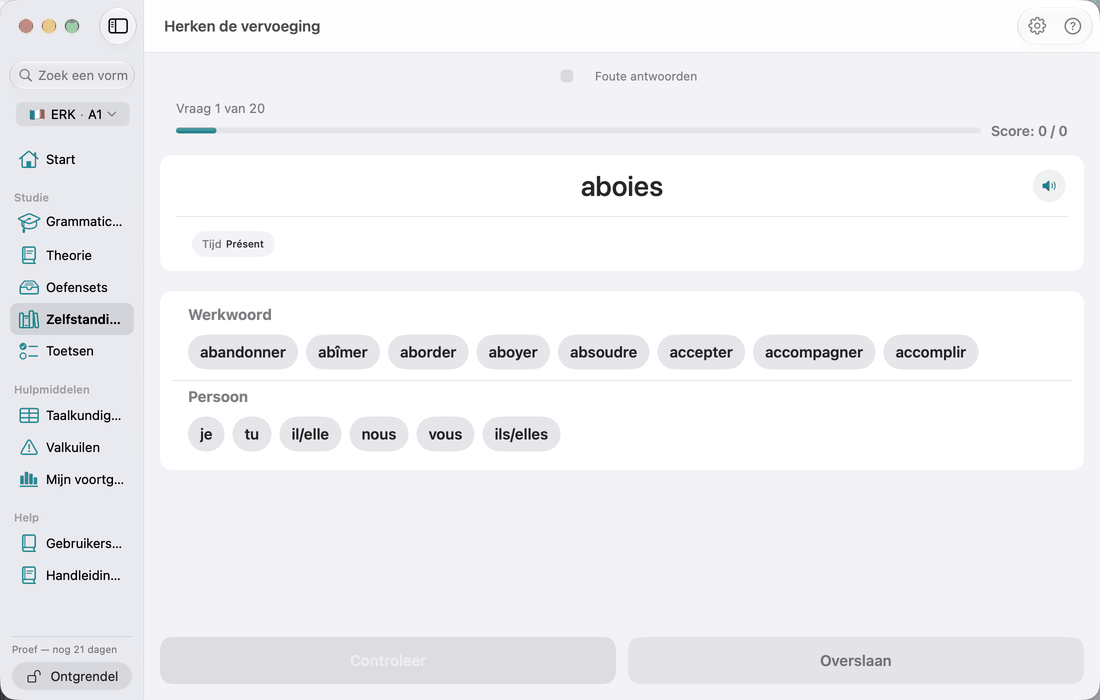 Herken de vervoeging
Zoek een vorm
ERK · A1
Start
Studie
Grammatic...
Theorie
Oefensets
Zelfstandi...
Toetsen
Hulpmiddelen
Taalkundig...
Valkuilen
Mijn voortg...
Help
Gebruikers...
Handleidin...
Proef — nog 21 dagen
Ontgrendel
Foute antwoorden
Vraag 1 van 20
Score: 0 / 0
aboies
Tijd Présent
Werkwoord
abandonner abîmer aborder aboyer absoudre accepter accompagner accomplir
Persoon
je tu il/elle nous vous ils/elles
Controleer
Overslaan